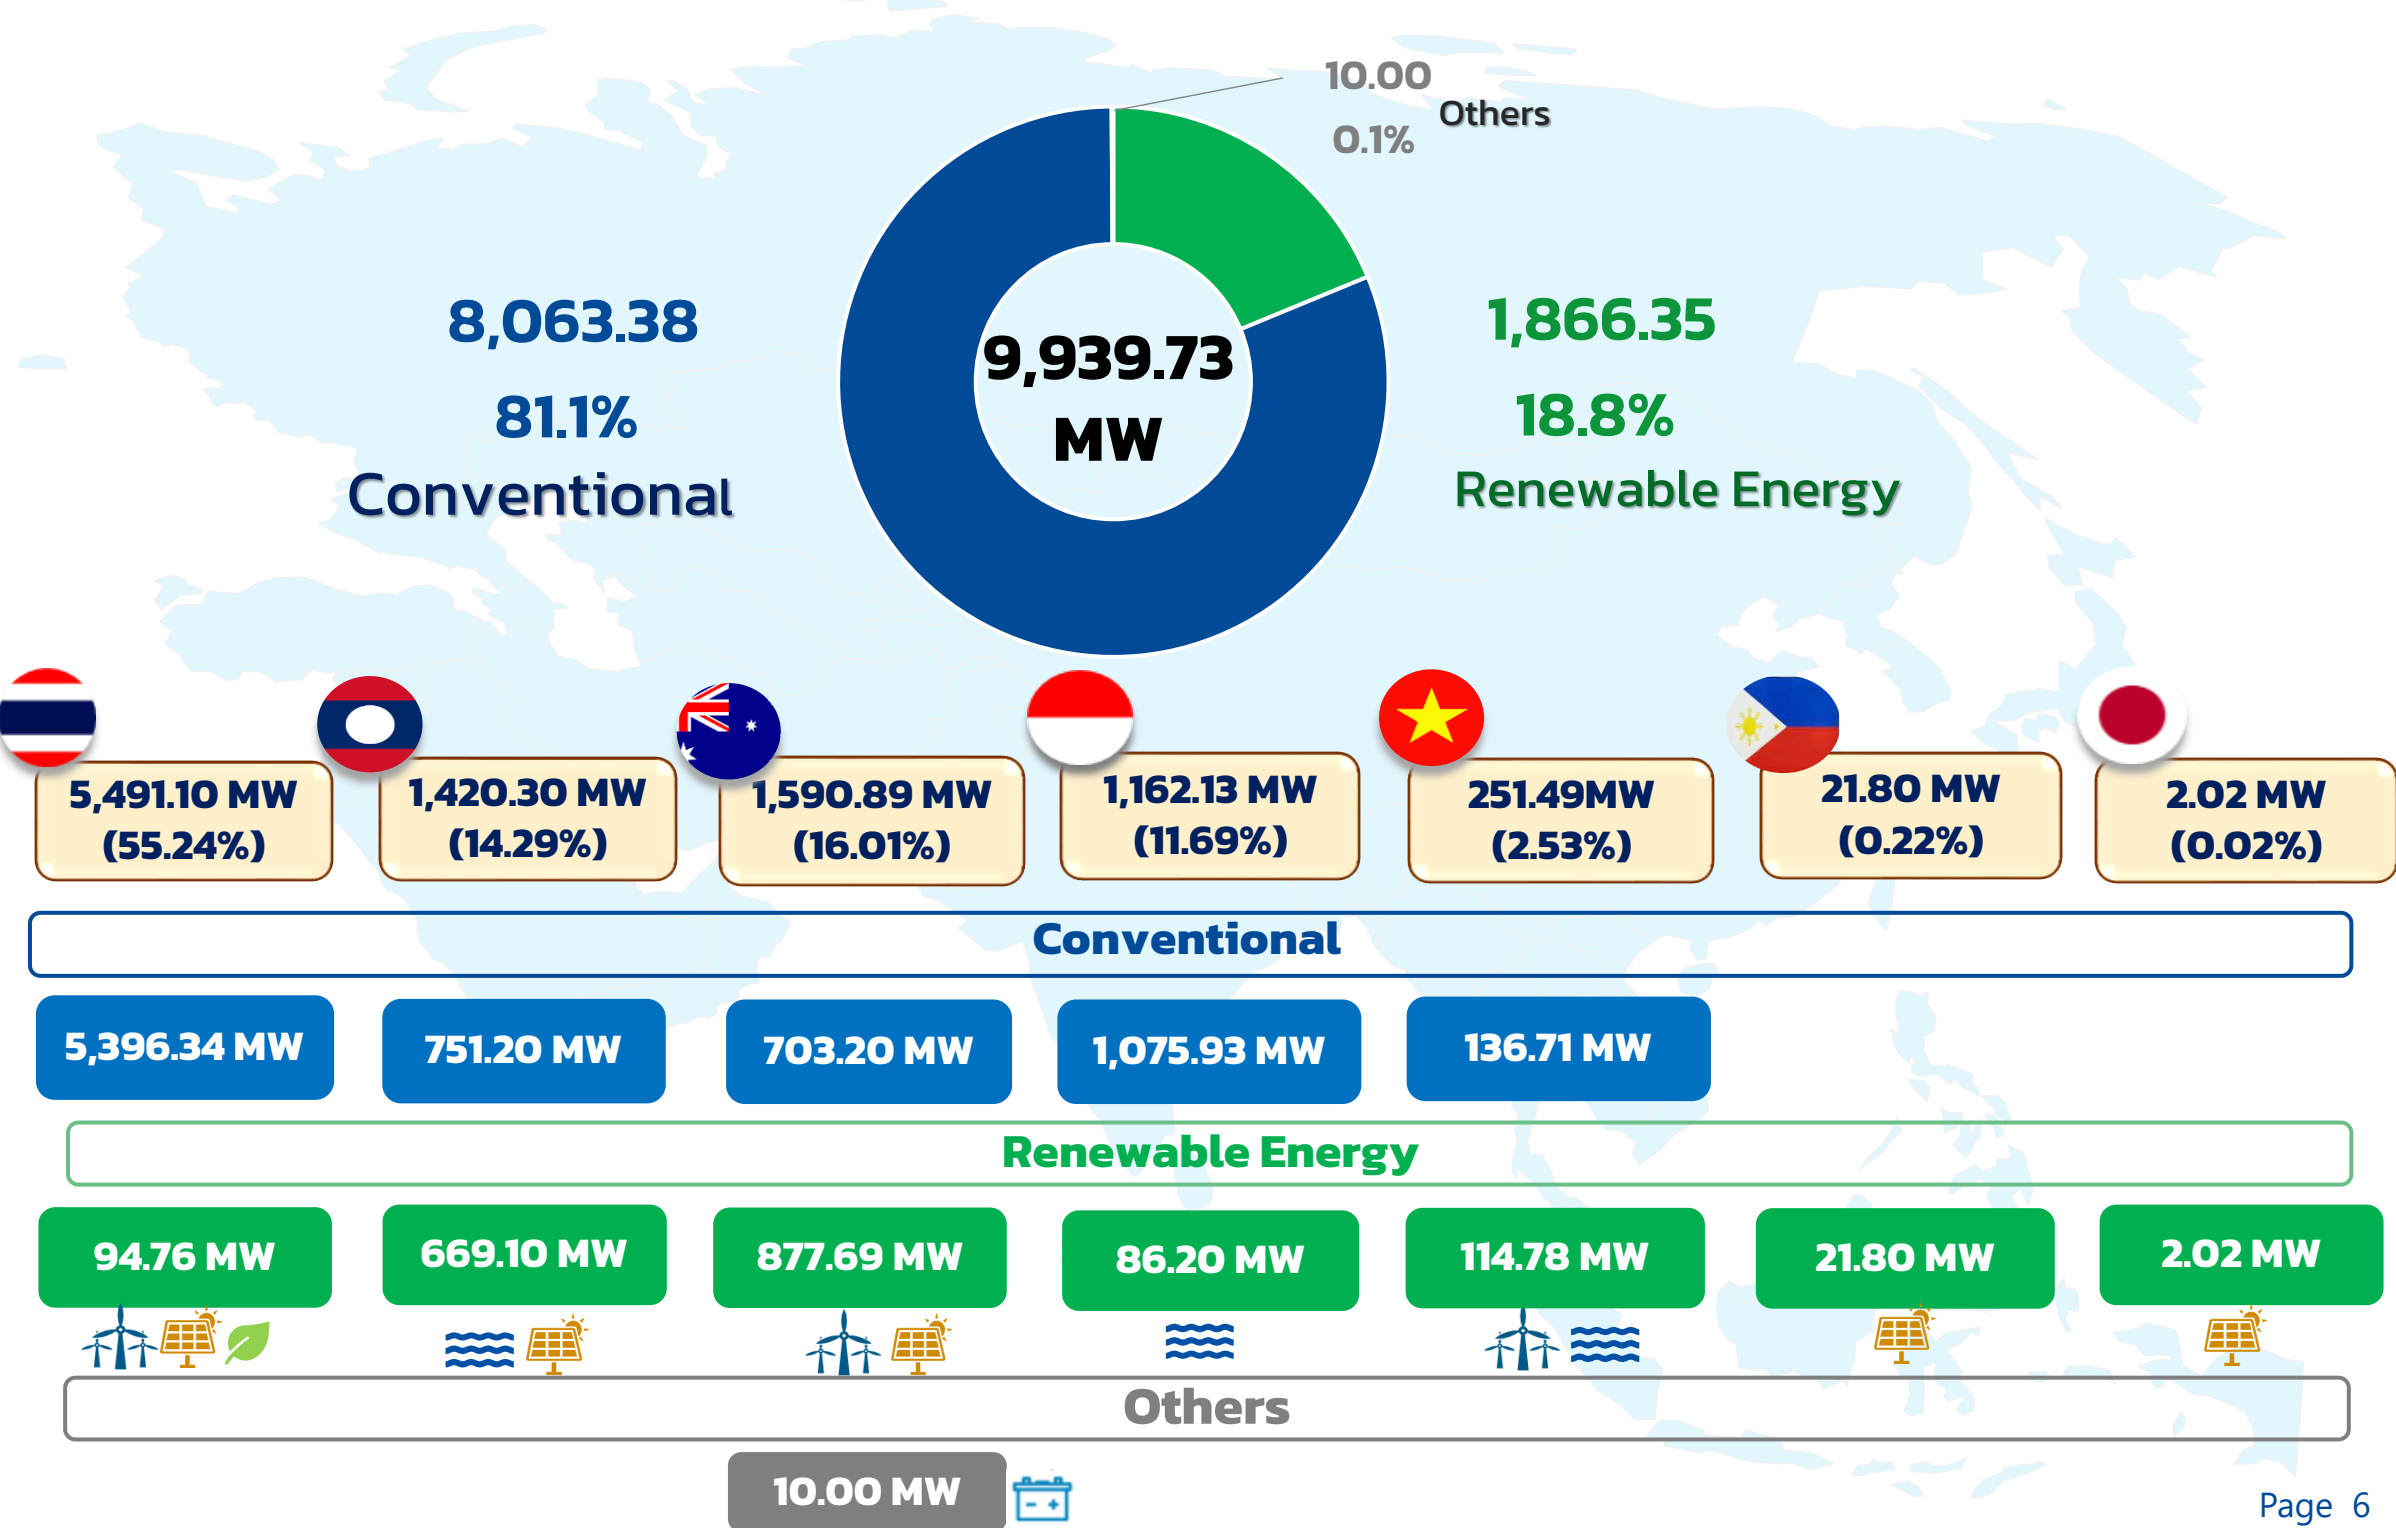 10.00
0.1%
Others
8,063.38
81.1%
Conventional
9,939.73
MW
1,866.35
18.8%
Renewable Energy
5,491.10 MW
(55.24%)
1,420.30 MW
(14.29%)
1,590.89 MW
(16.01%)
1,162.13 MW
(11.69%)
251.49MW
(2.53%)
21.80 MW
(0.22%)
2.02 MW
(0.02%)
Conventional
5,396.34 MW
751.20 MW
703.20 MW
1,075.93 MW
136.71 MW
Renewable Energy
94.76 MW
669.10 MW
877.69 MW
86.20 MW
114.78 MW
21.80 MW
2.02 MW
Others
10.00 MW
Page 6